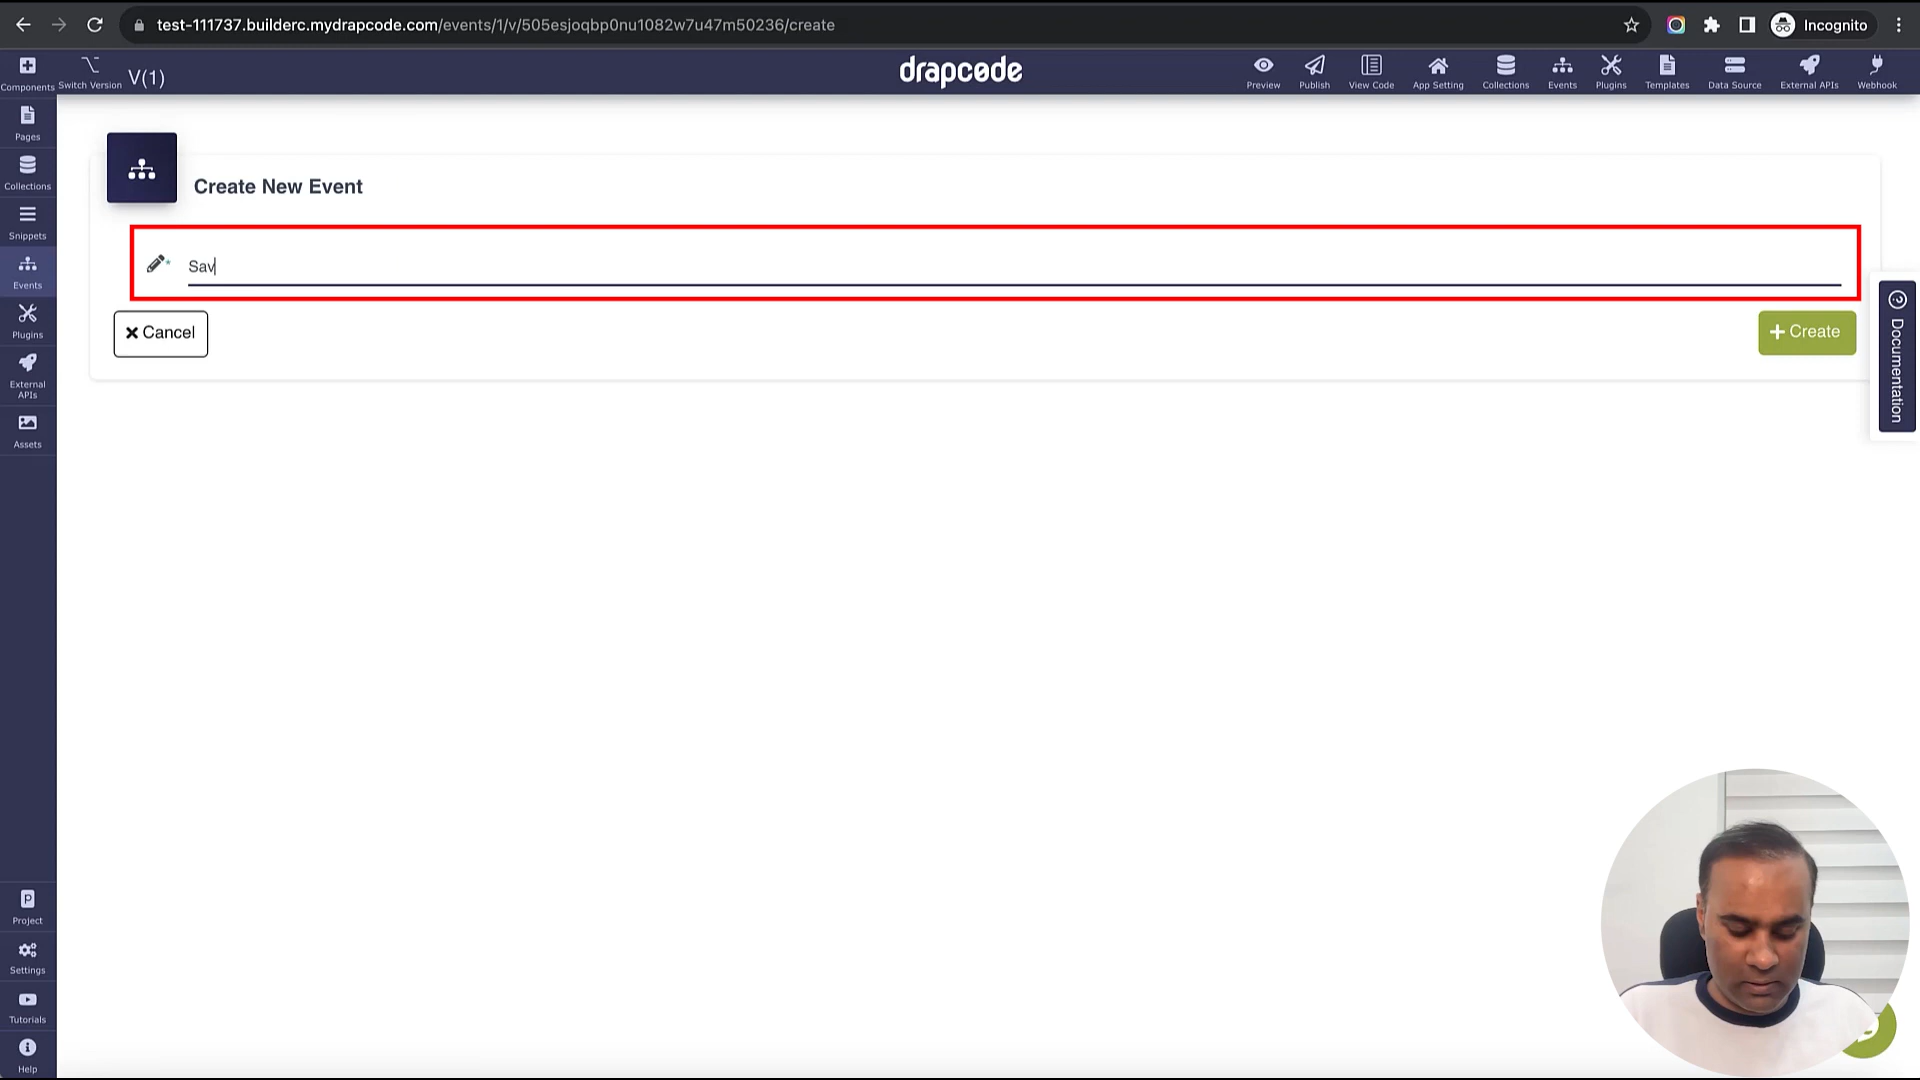 test-111737.builderc.mydrapcode.com/events/1/v/505esjoqbp0nu1082w7u47m50236/create
Incognito
Components
Switch Version
V(1)
drapcode
Preview
Publish
View Code
App Setting
Collections
Events
Plugins
Templates
Data Source
External APIs
Webhook
Pages
Collections
Snippets
Events
Plugins
External
APIs
Assets
Create New Event
Sav
Cancel
Create
Documentation
Project
Settings
Tutorials
Help